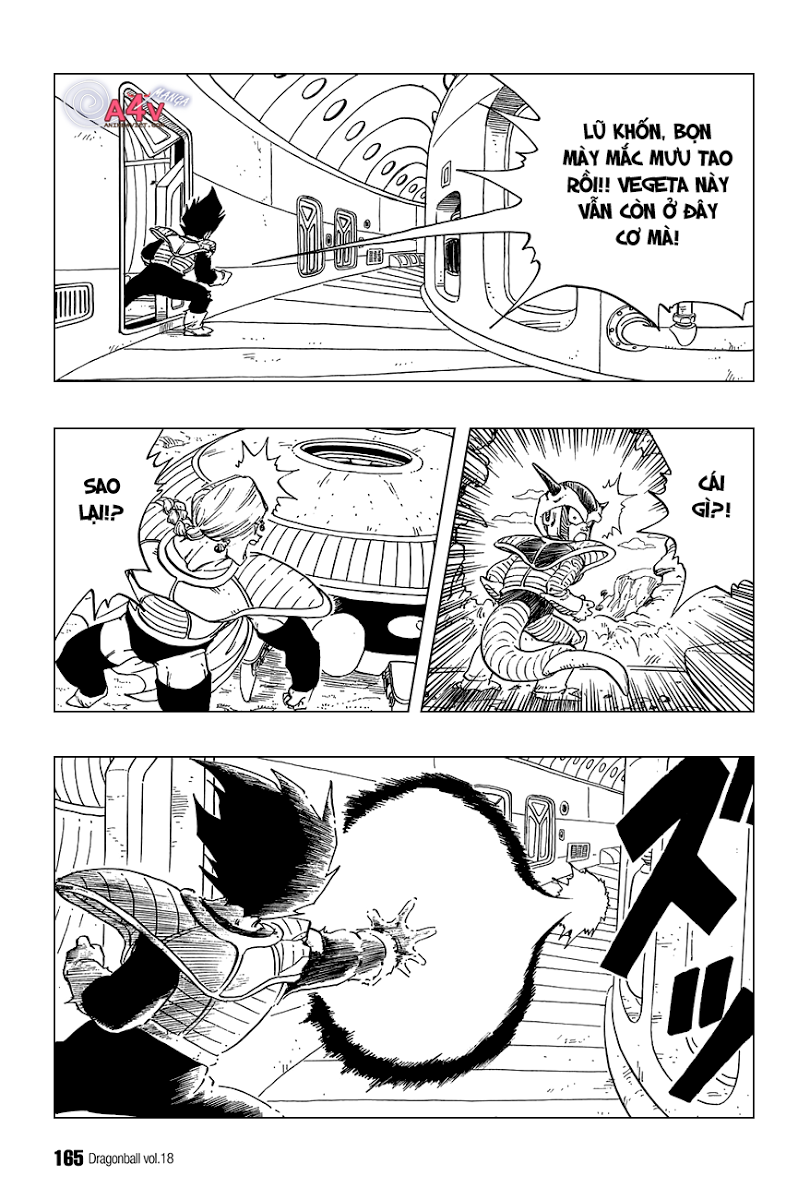 A4V
MANGA
LŨ KHỐN, BỌN
MÀY MẮC MƯU TAO
RỒI!! VEGETA NÀY
VẪN CÒN Ở ĐÂY
CƠ MÀ!
SAO
LẠI!?
CÁI
GÌ?!
ズ
165 Dragonball vol.18